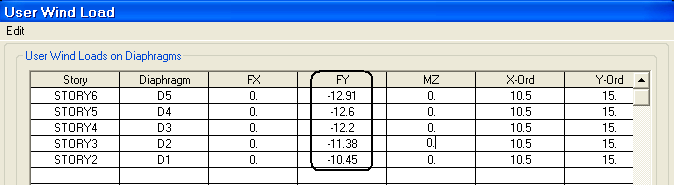 User Wind Load
Edit
User Wind Loads on Diaphragms
Story Diaphragm FX FY MZ X-Ord Y-Ord
STORY6 D5 0. -12.91 0. 10.5 15.
STORY5 D4 0. -12.6 0. 10.5 15.
STORY4 D3 0. -12.2 0. 10.5 15.
STORY3 D2 0. -11.38 0. 10.5 15.
STORY2 D1 0. -10.45 0. 10.5 15.